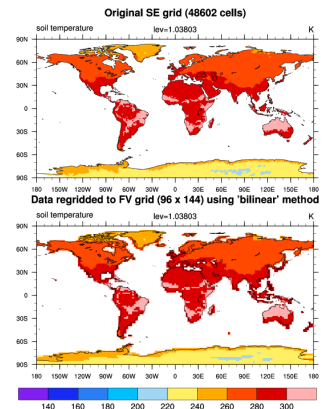 Original SE grid (48602 cells)
soil temperature lev=1.03803 K
90N
60N
30N
0
30S
60S
90S
180 150W 120W 90W 60W 30W 0 30E 60E 90E 120E 150E 180
Data regridded to FV grid (96 x 144) using 'bilinear' method
soil temperature lev=1.03803 K
90N
60N
30N
0
30S
60S
90S
180 150W 120W 90W 60W 30W 0 30E 60E 90E 120E 150E 180
140 160 180 200 220 240 260 280 300